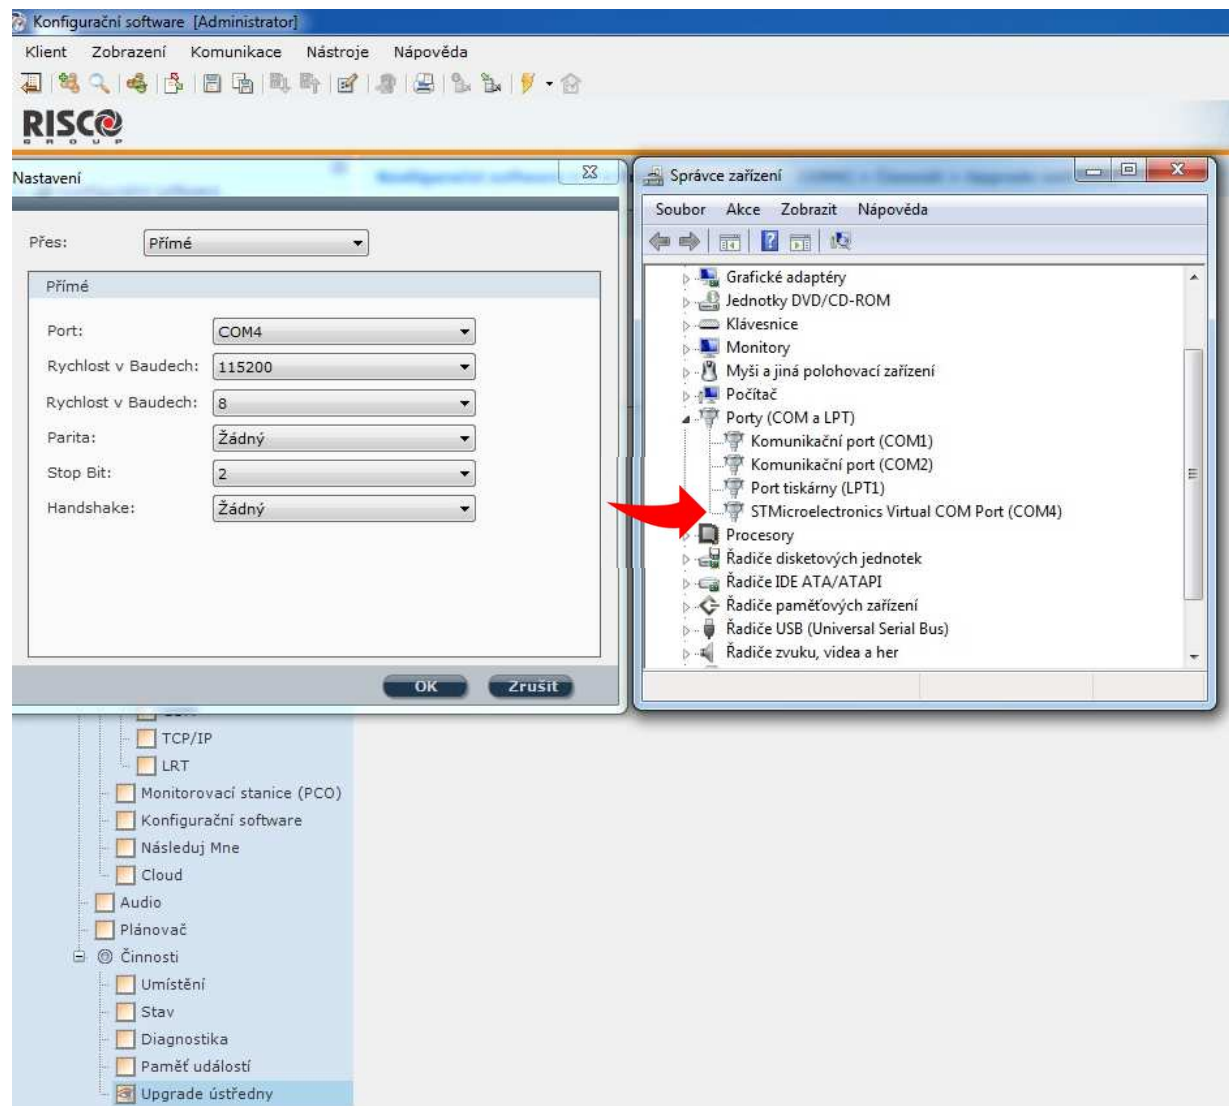 Konfigurační software [Administrator]
Klient Zobrazení Komunikace Nástroje Nápověda
RISCO
GROUP
Nastavení
Přes: Přímé
Přímé
Port: COM4
Rychlost v Baudech: 115200
Rychlost v Baudech: 8
Parita: Žádný
Stop Bit: 2
Handshake: Žádný
OK Zrušit
Správce zařízení
Soubor Akce Zobrazit Nápověda
Grafické adaptéry
Jednotky DVD/CD-ROM
Klávesnice
Monitory
Myši a jiná polohovací zařízení
Počítač
Porty (COM a LPT)
Komunikační port (COM1)
Komunikační port (COM2)
Port tiskárny (LPT1)
STMicroelectronics Virtual COM Port (COM4)
Procesory
Řadiče disketových jednotek
Řadiče IDE ATA/ATAPI
Řadiče paměťových zařízení
Řadiče USB (Universal Serial Bus)
Řadiče zvuku, videa a her
TCP/IP
LRT
Monitorovací stanice (PCO)
Konfigurační software
Následuj Mne
Cloud
Audio
Plánovač
Činnosti
Umístění
Stav
Diagnostika
Paměť událostí
Upgrade ústředny